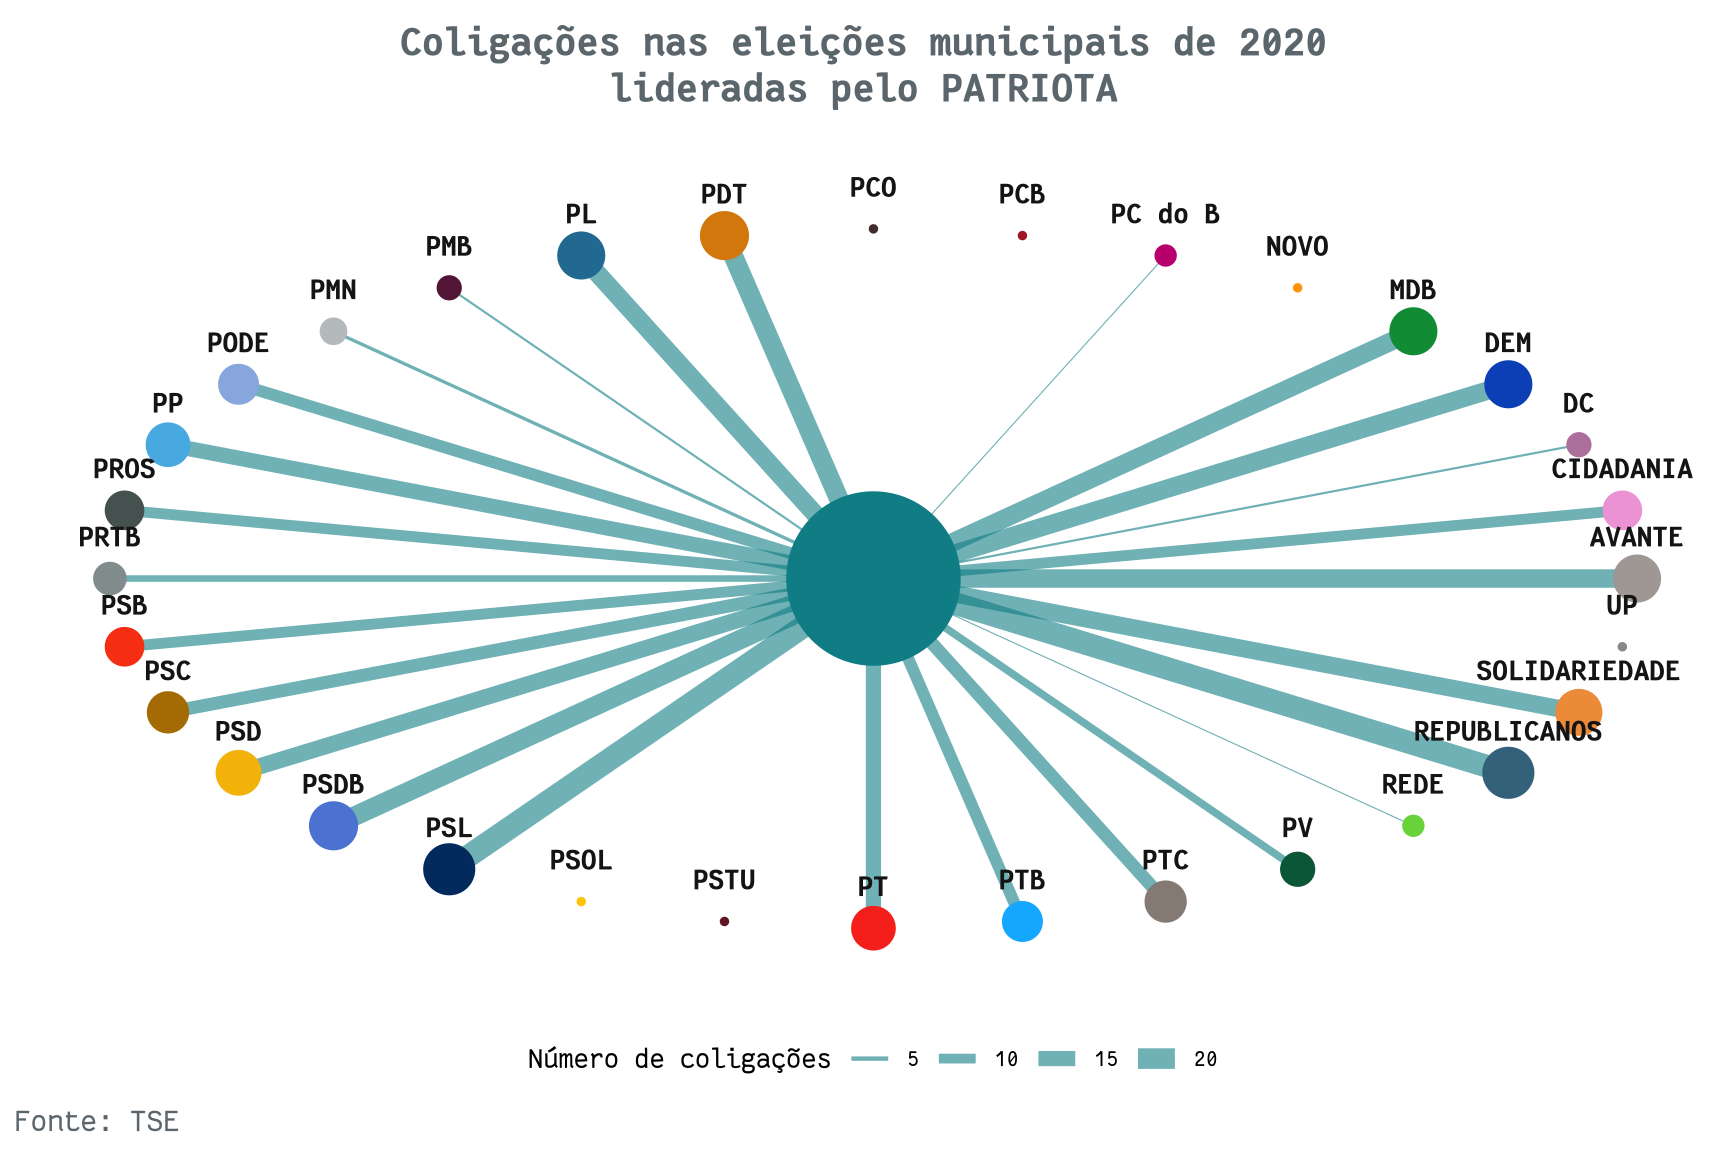 Coligações nas eleições municipais de 2020
lideradas pelo PATRIOTA
PCO
PDT
PCB
PL
PC do B
PMB
NOVO
PMN
MDB
PODE
DEM
PP
DC
PROS
CIDADANIA
PRTB
AVANTE
PSB
UP
PSC
SOLIDARIEDADE
PSD
REPUBLICANOS
PSDB
REDE
PSL
PV
PSOL
PTC
PSTU
PTB
PT
Número de coligações 5 10 15 20
Fonte: TSE